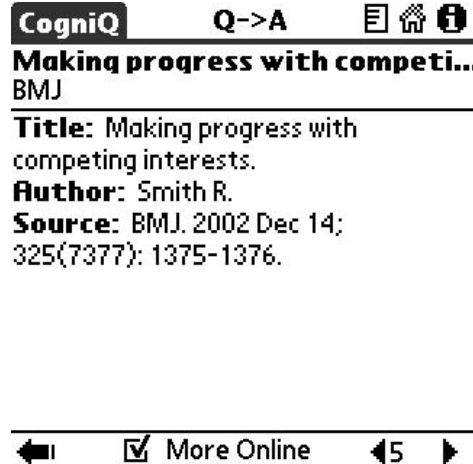 CogniQ Q->A
Making progress with competi...
BMJ
Title: Making progress with
competing interests.
Author: Smith R.
Source: BMJ. 2002 Dec 14;
325(7377): 1375-1376.
More Online 5